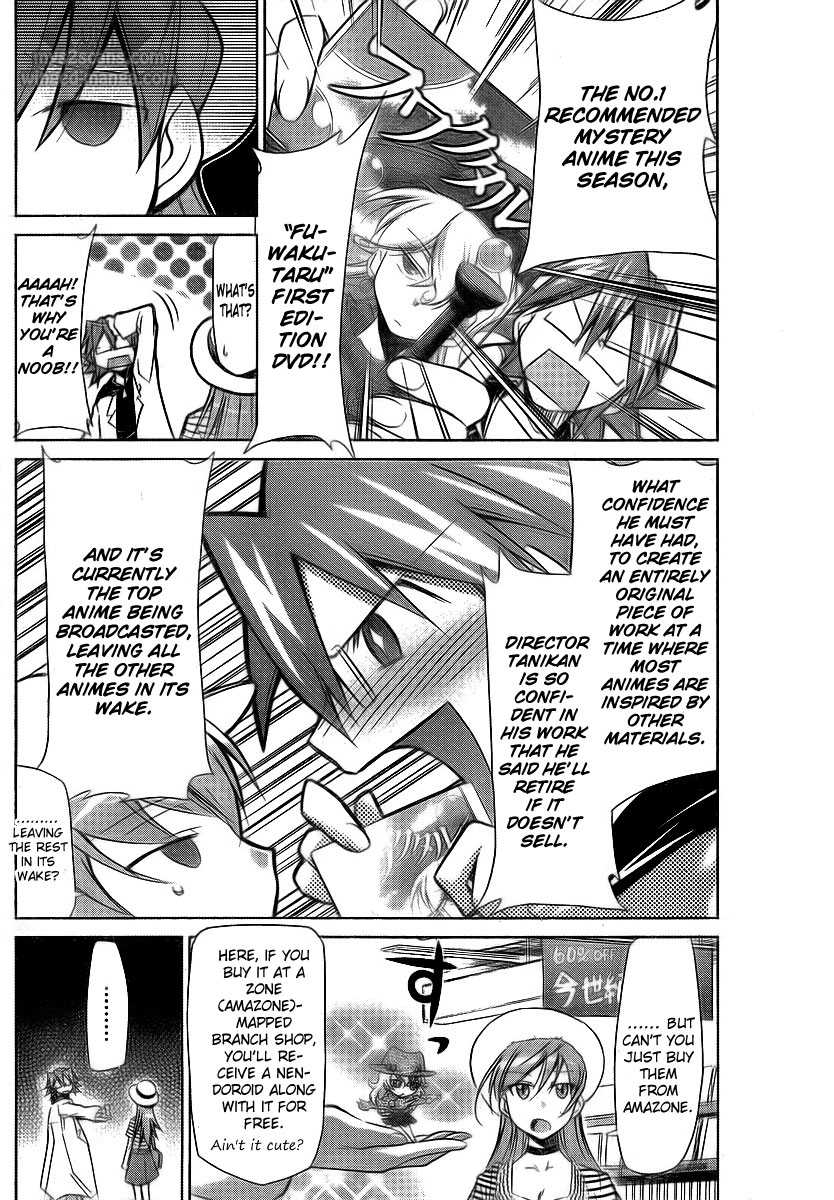 THE NO.1
RECOMMENDED
MYSTERY
ANIME THIS
SEASON,
"FU-
WAKU-
TARU"
FIRST
EDI-
TION
DVD!!
WHAT'S
THAT?
AAAAH!
THAT'S
WHY
YOU'RE
A
NOOB!!
WHAT
CONFIDENCE
HE MUST
HAVE HAD,
TO CREATE
AN ENTIRELY
ORIGINAL
PIECE OF
WORK AT A
TIME WHERE
MOST
ANIMES ARE
INSPIRED BY
OTHER
MATERIALS.
DIRECTOR
TANIKAN
IS SO
CONFI-
DENT IN
HIS WORK
THAT HE
SAID HE'LL
RETIRE
IF IT
DOESN'T
SELL.
AND IT'S
CURRENTLY
THE TOP
ANIME BEING
BROADCASTED,
LEAVING ALL
THE OTHER
ANIMES IN ITS
WAKE.
.........
LEAVING
THE REST
IN ITS
WAKE?
60% OFF
...... BUT
CAN'T YOU
JUST BUY
THEM
FROM
AMAZONE.
す
HERE, IF YOU
BUY IT AT A
ZONE
(AMAZONE)-
MAPPED
BRANCH SHOP,
YOU'LL RE-
CEIVE A NEN-
DOROID ALONG
WITH IT FOR
FREE.
Ain't it cute?
........